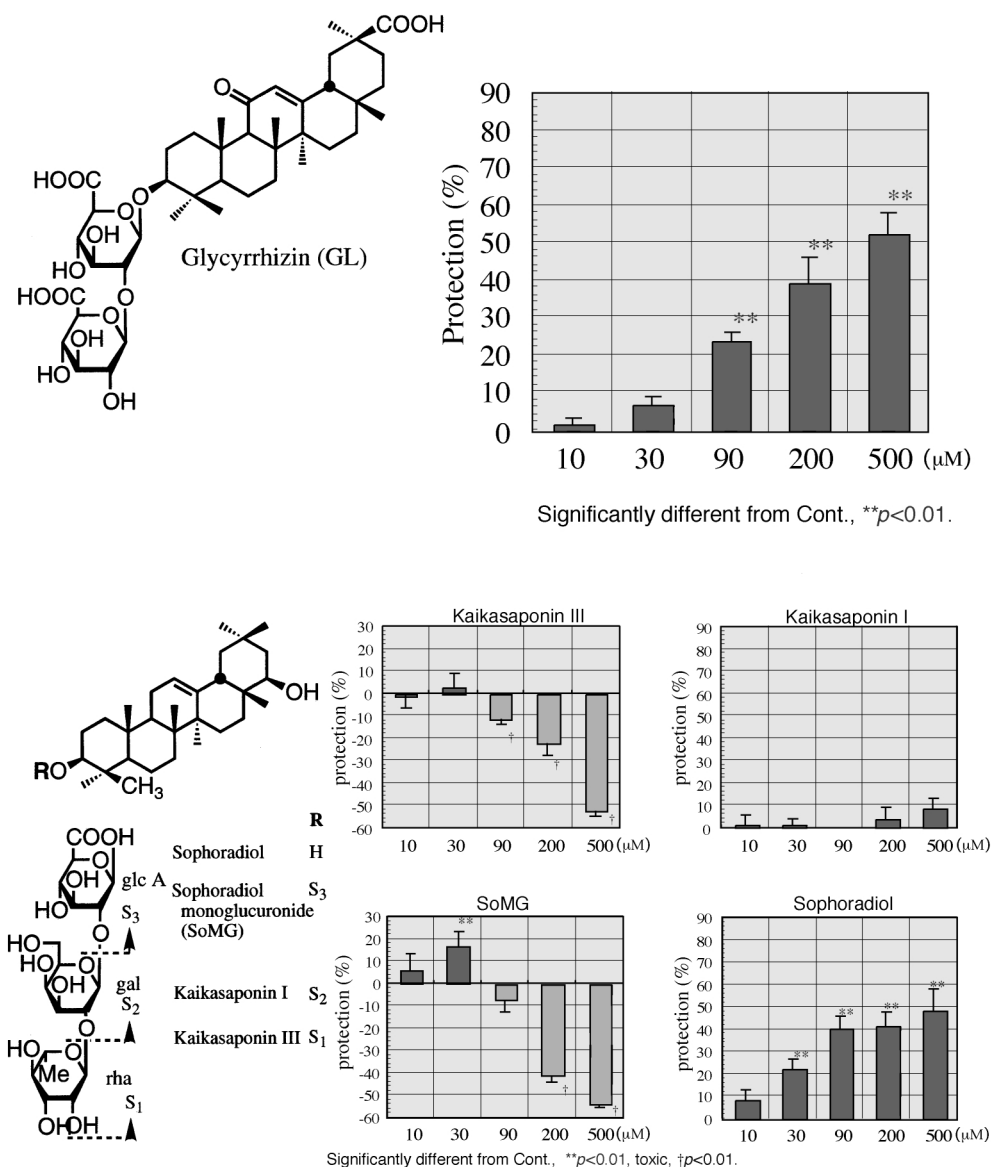 COOH
O
HOOC
O
O
OH
HO
HO
O
Glycyrrhizin (GL)
HOOC
O
OH
HO
HO
OH
Protection (%)
90
80
70
60
50
40
30
20
10
0
**
**
**
10 30 90 200 500 (μM)
Significantly different from Cont., **p<0.01.
OH
RO
CH3
R
Sophoradiol H
Sophoradiol S3
monoglucuronide
(SoMG)
Kaikasaponin I S2
Kaikasaponin III S1
COOH
O
OH
OH
HO
HO
O
glc A
S3
HO
HO
O
OH
HO
O
gal
S2
HO
O
Me
OH
OH
rha
S1
Kaikasaponin III
protection (%)
30
20
10
0
-10
-20
-30
-40
-50
-60
†
†
†
10 30 90 200 500(μM)
Kaikasaponin I
protection (%)
90
80
70
60
50
40
30
20
10
0
10 30 90 200 500(μM)
SoMG
protection (%)
30
20
10
0
-10
-20
-30
-40
-50
-60
**
†
†
10 30 90 200 500(μM)
Sophoradiol
protection (%)
90
80
70
60
50
40
30
20
10
0
**
**
**
**
10 30 90 200 500(μM)
Significantly different from Cont., **p<0.01, toxic, †p<0.01.